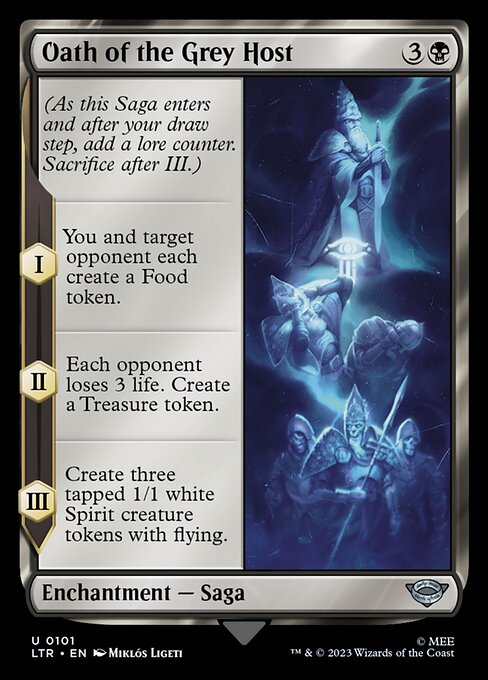 Oath of the Grey Host 3
(As this Saga enters
and after your draw
step, add a lore counter.
Sacrifice after III.)
I
You and target
opponent each
create a Food
token.
II
Each opponent
loses 3 life. Create
a Treasure token.
III
Create three
tapped 1/1 white
Spirit creature
tokens with flying.
Enchantment — Saga
U 0101
LTR • EN Miklós Ligeti
© MEE
™ & © 2023 Wizards of the Coast